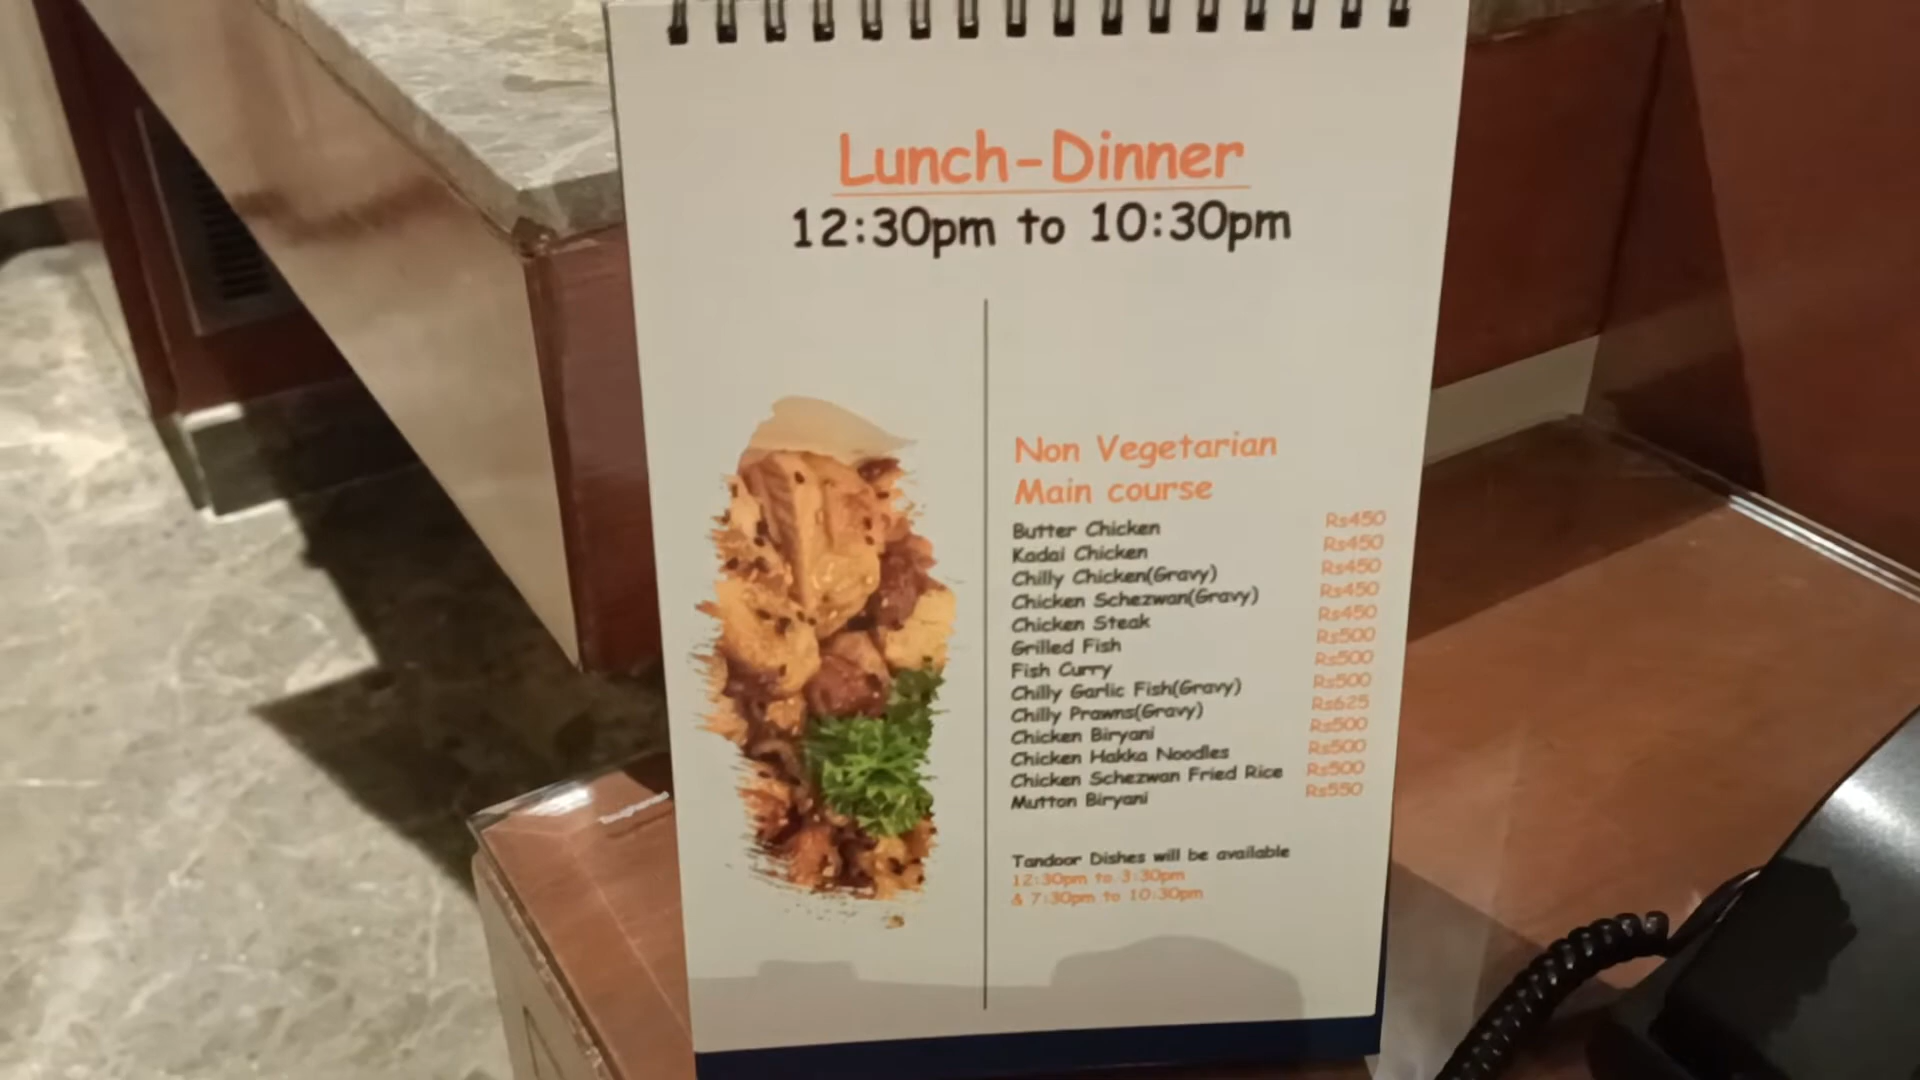 Lunch-Dinner
12:30pm to 10:30pm
Non Vegetarian
Main course
Butter Chicken Rs450
Kadai Chicken Rs450
Chilly Chicken(Gravy) Rs450
Chicken Schezwan(Gravy) Rs450
Chicken Steak Rs450
Grilled Fish Rs500
Fish Curry Rs500
Chilly Garlic Fish(Gravy) Rs500
Chilly Prawns(Gravy) Rs625
Chicken Biryani Rs500
Chicken Hakka Noodles Rs500
Chicken Schezwan Fried Rice Rs500
Mutton Biryani Rs550
Tandoor Dishes will be available
12:30pm to 3:30pm
& 7:30pm to 10:30pm